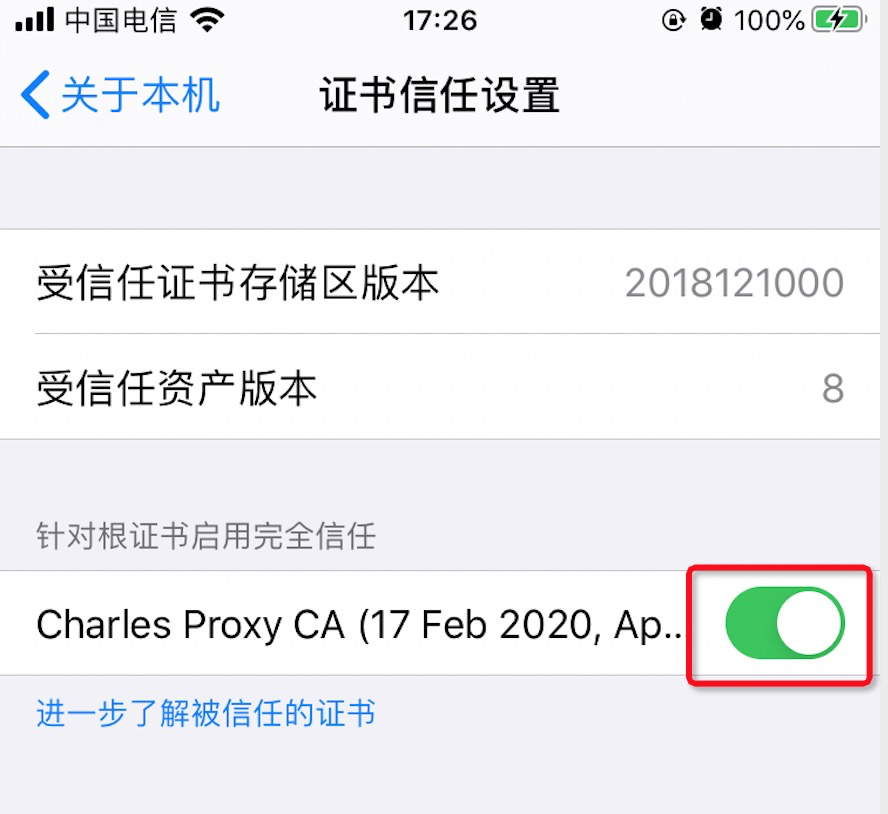 中国电信 17:26 100%
关于本机 证书信任设置
受信任证书存储区版本 2018121000
受信任资产版本 8
针对根证书启用完全信任
Charles Proxy CA (17 Feb 2020, Ap...
进一步了解被信任的证书